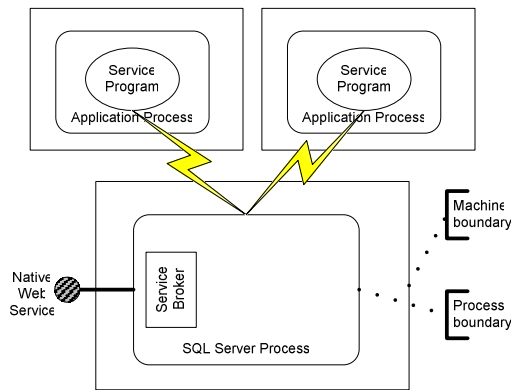 Service
Program
Application Process
Service
Program
Application Process
Machine
boundary
Native
Web
Service
Service
Broker
Process
boundary
SQL Server Process